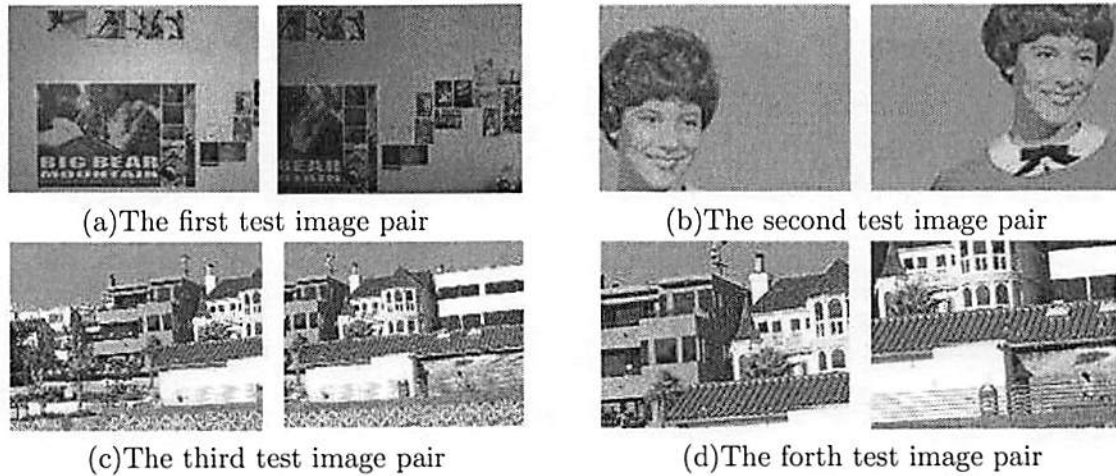 BIG BEAR
MOUNTAIN
BEAR
TAIN
(a)The first test image pair
(b)The second test image pair
(c)The third test image pair
(d)The forth test image pair